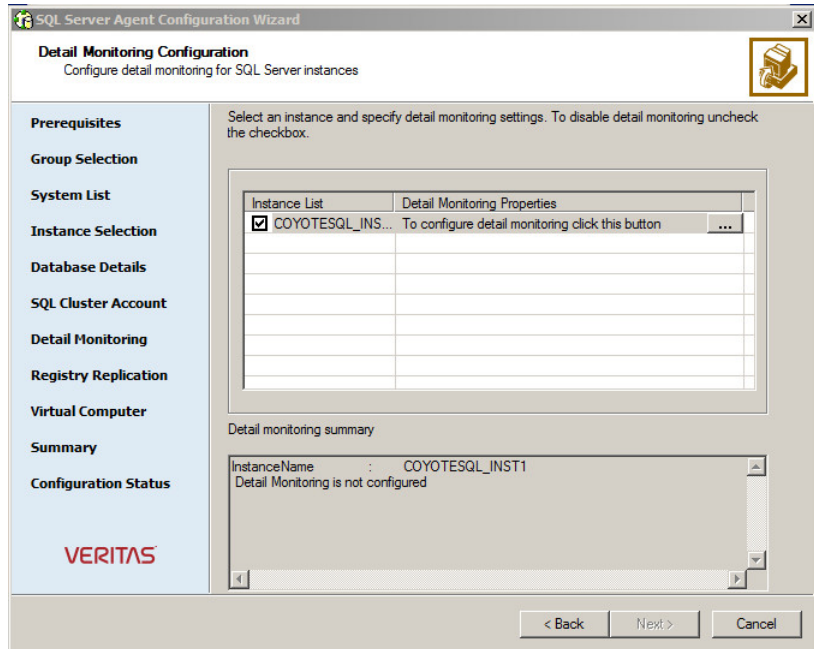 SQL Server Agent Configuration Wizard
Detail Monitoring Configuration
Configure detail monitoring for SQL Server instances
Prerequisites
Group Selection
System List
Instance Selection
Database Details
SQL Cluster Account
Detail Monitoring
Registry Replication
Virtual Computer
Summary
Configuration Status
VERITAS
Select an instance and specify detail monitoring settings. To disable detail monitoring uncheck
the checkbox.
Instance List Detail Monitoring Properties
COYOTESQL_INS... To configure detail monitoring click this button ...
Detail monitoring summary
InstanceName : COYOTESQL_INST1
Detail Monitoring is not configured
< Back Next > Cancel